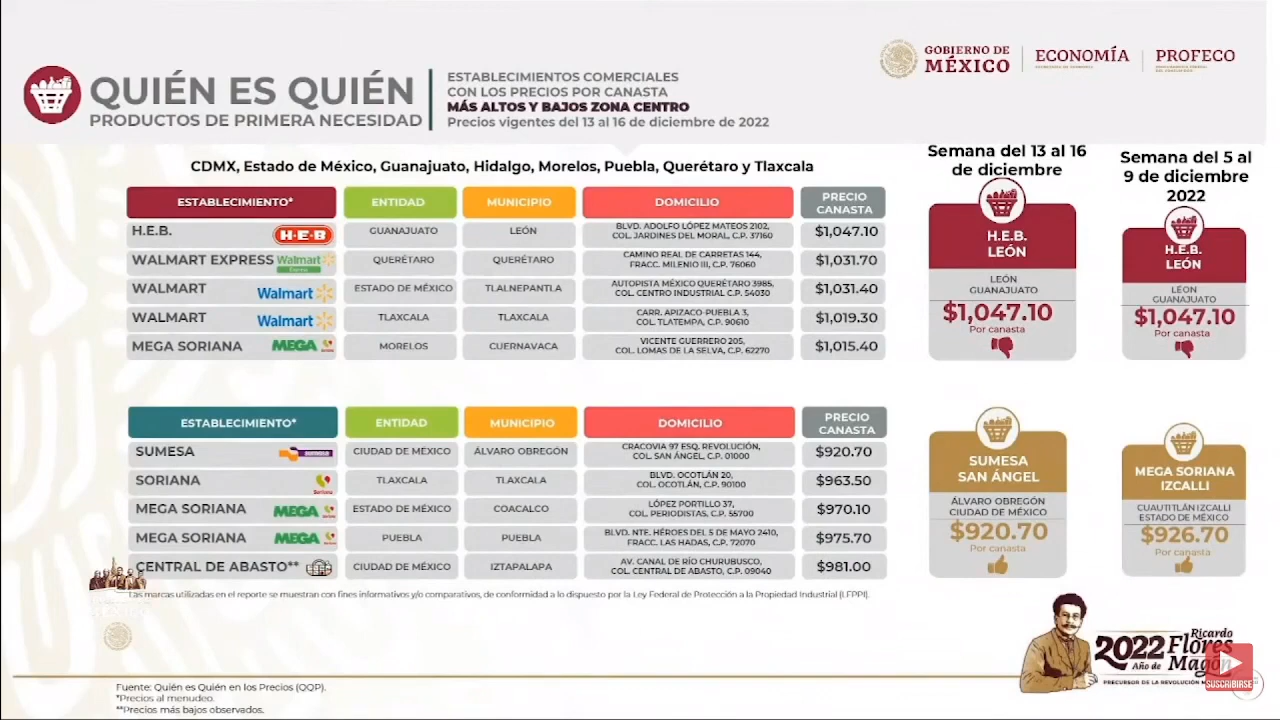 QUIÉN ES QUIÉN
PRODUCTOS DE PRIMERA NECESIDAD
ESTABLECIMIENTOS COMERCIALES
CON LOS PRECIOS POR CANASTA
MÁS ALTOS Y BAJOS ZONA CENTRO
Precios vigentes del 13 al 16 de diciembre de 2022
GOBIERNO DE
MÉXICO
ECONOMÍA
PROFECO
CDMX, Estado de México, Guanajuato, Hidalgo, Morelos, Puebla, Querétaro y Tlaxcala
ESTABLECIMIENTO* ENTIDAD MUNICIPIO DOMICILIO PRECIO CANASTA
H.E.B. H-E-B GUANAJUATO LEÓN BLVD. ADOLFO LÓPEZ MATEOS 2102, $1,047.10
COL. JARDINES DEL MORAL, C.P. 37160
WALMART EXPRESS Walmart Express QUERÉTARO QUERÉTARO CAMINO REAL DE CARRETAS 144, $1,031.70
FRACC. MILENIO III, C.P. 76060
WALMART Walmart ESTADO DE MÉXICO TLALNEPANTLA AUTOPISTA MÉXICO QUERÉTARO 3985, $1,031.40
COL. CENTRO INDUSTRIAL C.P. 54030
WALMART Walmart TLAXCALA TLAXCALA CARR. APIZACO-PUEBLA 3, $1,019.30
COL. TLATEMPA, C.P. 90610
MEGA SORIANA MEGA MORELOS CUERNAVACA VICENTE GUERRERO 205, $1,015.40
COL. LOMAS DE LA SELVA, C.P. 62270
Semana del 13 al 16
de diciembre
H.E.B.
LEÓN
LEÓN
GUANAJUATO
$1,047.10
Por canasta
Semana del 5 al
9 de diciembre
2022
H.E.B.
LEÓN
LEÓN
GUANAJUATO
$1,047.10
Por canasta
ESTABLECIMIENTO* ENTIDAD MUNICIPIO DOMICILIO PRECIO CANASTA
SUMESA SUMESA CIUDAD DE MÉXICO ÁLVARO OBREGÓN CRACOVIA 97 ESQ. REVOLUCIÓN, $920.70
COL. SAN ÁNGEL, C.P. 01000
SORIANA Soriana TLAXCALA TLAXCALA BLVD. OCOTLÁN 20, $963.50
COL. OCOTLÁN, C.P. 90100
MEGA SORIANA MEGA ESTADO DE MÉXICO COACALCO LÓPEZ PORTILLO 37, $970.10
COL. PERIODISTAS, C.P. 55700
MEGA SORIANA MEGA PUEBLA PUEBLA BLVD. NTE. HÉROES DEL 5 DE MAYO 2410, $975.70
FRACC. LAS HADAS, C.P. 72070
CENTRAL DE ABASTO** CIUDAD DE MÉXICO IZTAPALAPA AV. CANAL DE RÍO CHURUBUSCO, $981.00
COL. CENTRAL DE ABASTO, C.P. 09040
SUMESA
SAN ÁNGEL
ÁLVARO OBREGÓN
CIUDAD DE MÉXICO
$920.70
Por canasta
MEGA SORIANA
IZCALLI
CUAUTITLÁN IZCALLI
ESTADO DE MÉXICO
$926.70
Por canasta
Las marcas utilizadas en el reporte se muestran con fines informativos y/o comparativos, de conformidad a lo dispuesto por la Ley Federal de Protección a la Propiedad Industrial (LFPPI).
2022 Ricardo
Flores
Año de Magón
PRECURSOR DE LA REVOLUCIÓN
SUSCRIBIRSE
Fuente: Quién es Quién en los Precios (QQP).
*Precios al menudeo.
**Precios más bajos observados.